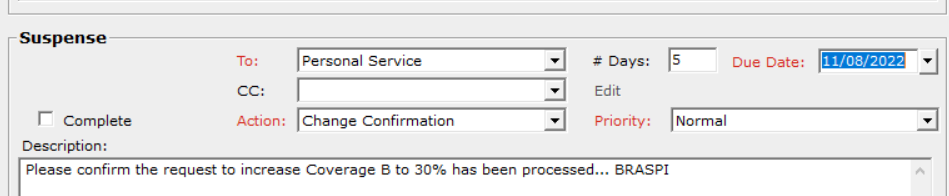 Suspense
To: Personal Service # Days: 5 Due Date: 11/08/2022
CC: Edit
Complete Action: Change Confirmation Priority: Normal
Description:
Please confirm the request to increase Coverage B to 30% has been processed... BRASPI